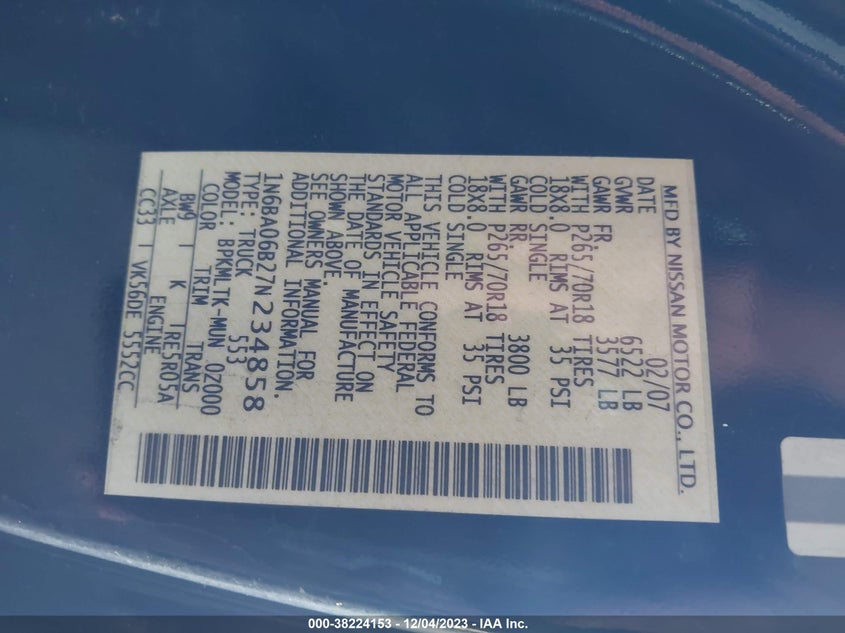 MFD BY NISSAN MOTOR CO., LTD.
DATE 02/07
GVWR 6522 LB
GAWR FR. 3577 LB
WITH P265/70R18 TIRES
18X8.0 RIMS AT 35 PSI
COLD SINGLE
GAWR RR. 3800 LB
WITH P265/70R18 TIRES
18X8.0 RIMS AT 35 PSI
COLD SINGLE
THIS VEHICLE CONFORMS TO
ALL APPLICABLE FEDERAL
MOTOR VEHICLE SAFETY
STANDARDS IN EFFECT ON
THE DATE OF MANUFACTURE
SHOWN ABOVE.
SEE OWNERS MANUAL FOR
ADDITIONAL INFORMATION.
1N6BA06B27N234858
TYPE: TRUCK 555
MODEL: BPKMLTK-MUN 0Z000
COLOR TRIM TRANS
BW9 | K |RE5R05A
AXLE ENGINE
CC33 | VK56DE 5552CC
000-38224153 - 12/04/2023 - IAA Inc.